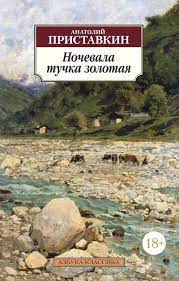 АНАТОЛИЙ
ПРИСТАВКИН
Ночевала
тучка золотая
18+
АЗБУКА-КЛАССИКА